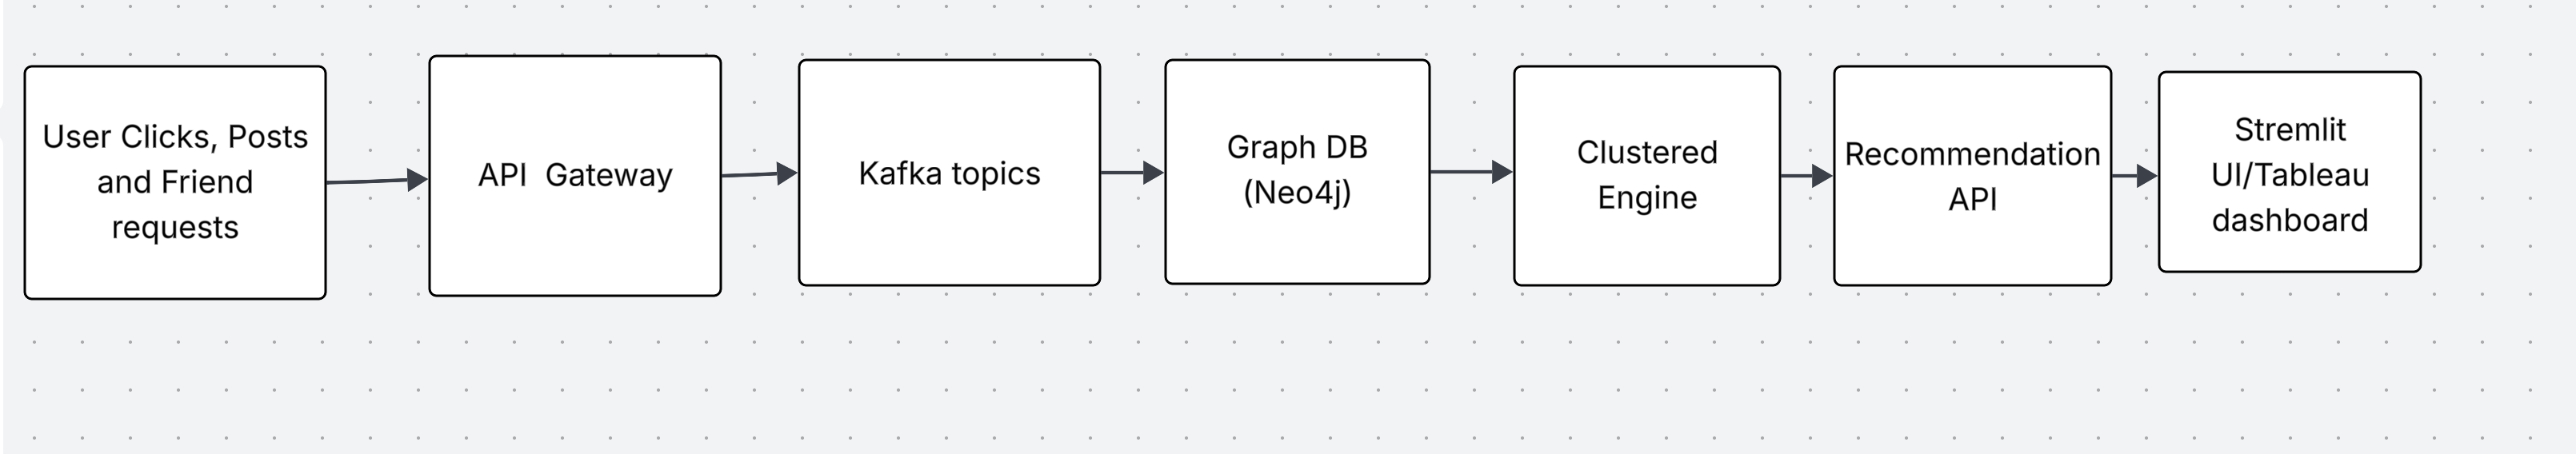 User Clicks, Posts
and Friend
requests
API  Gateway
Kafka topics
Graph DB
(Neo4j)
Clustered
Engine
Recommendation
API
Stremlit
UI/Tableau
dashboard